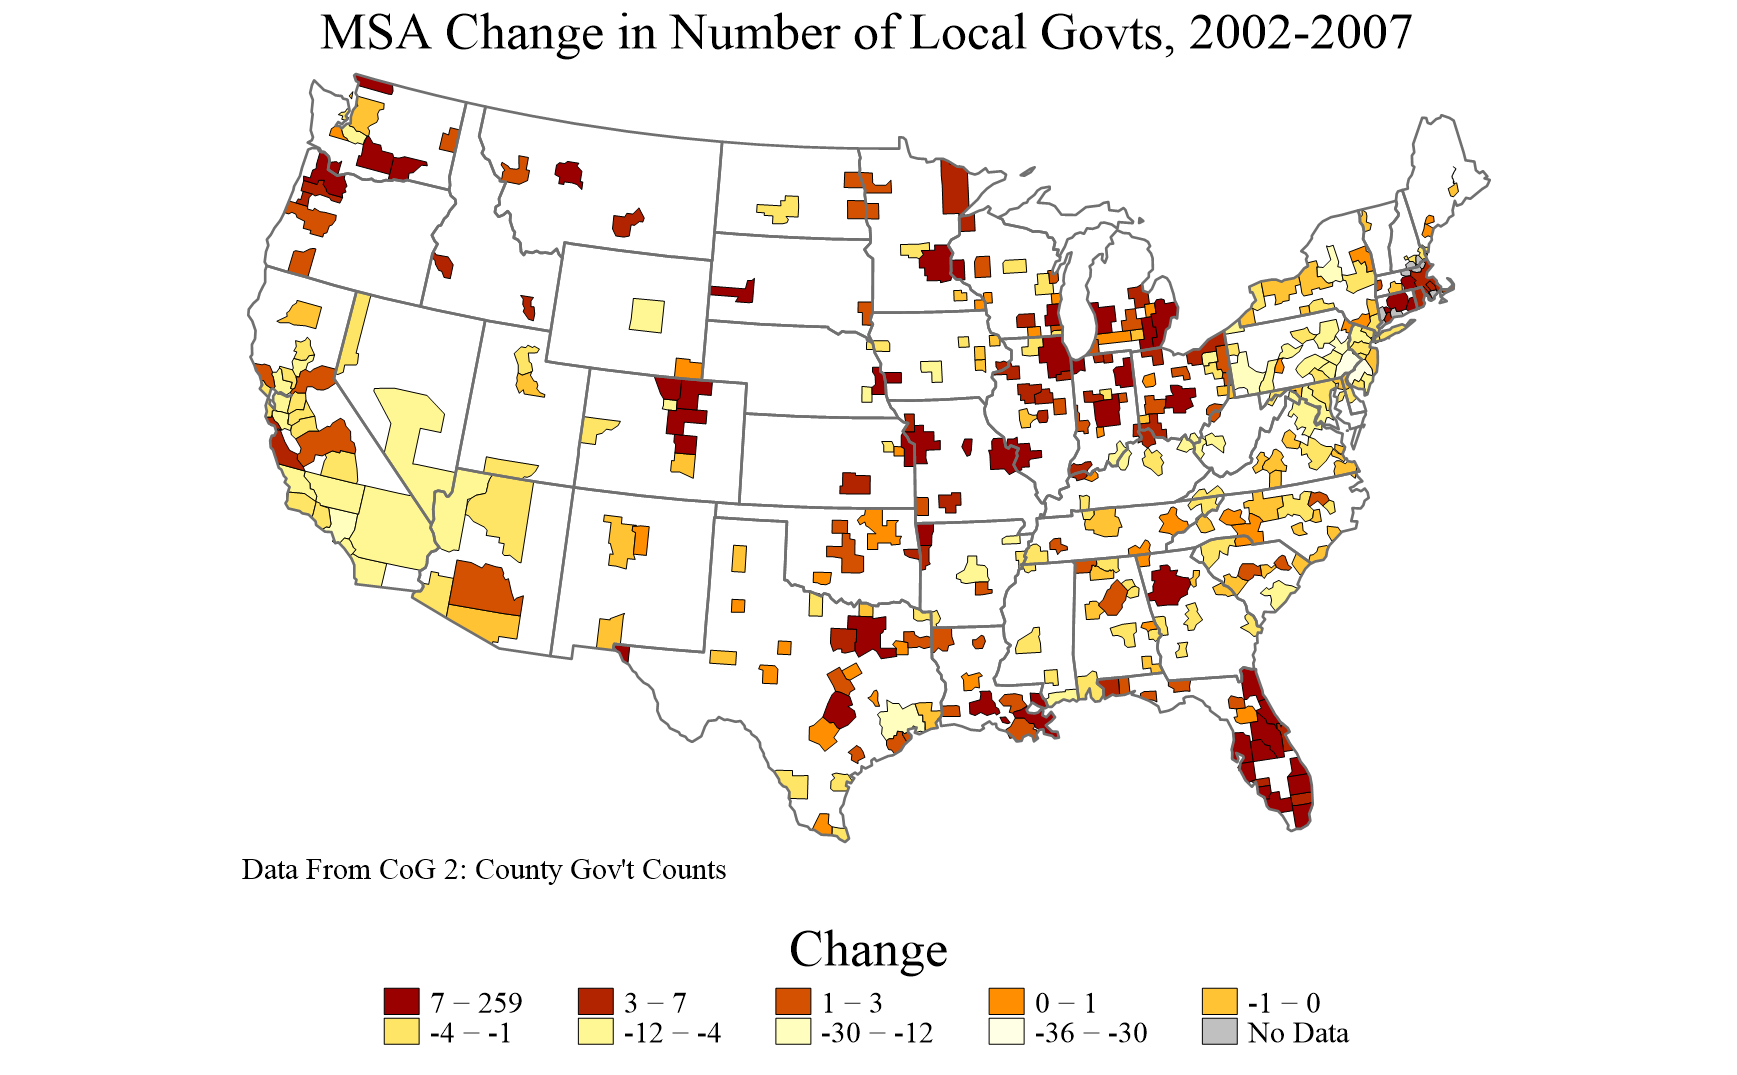 MSA Change in Number of Local Govts, 2002-2007
Data From CoG 2: County Gov't Counts
Change
7 – 259 3 – 7 1 – 3 0 – 1 -1 – 0
-4 – -1 -12 – -4 -30 – -12 -36 – -30 No Data